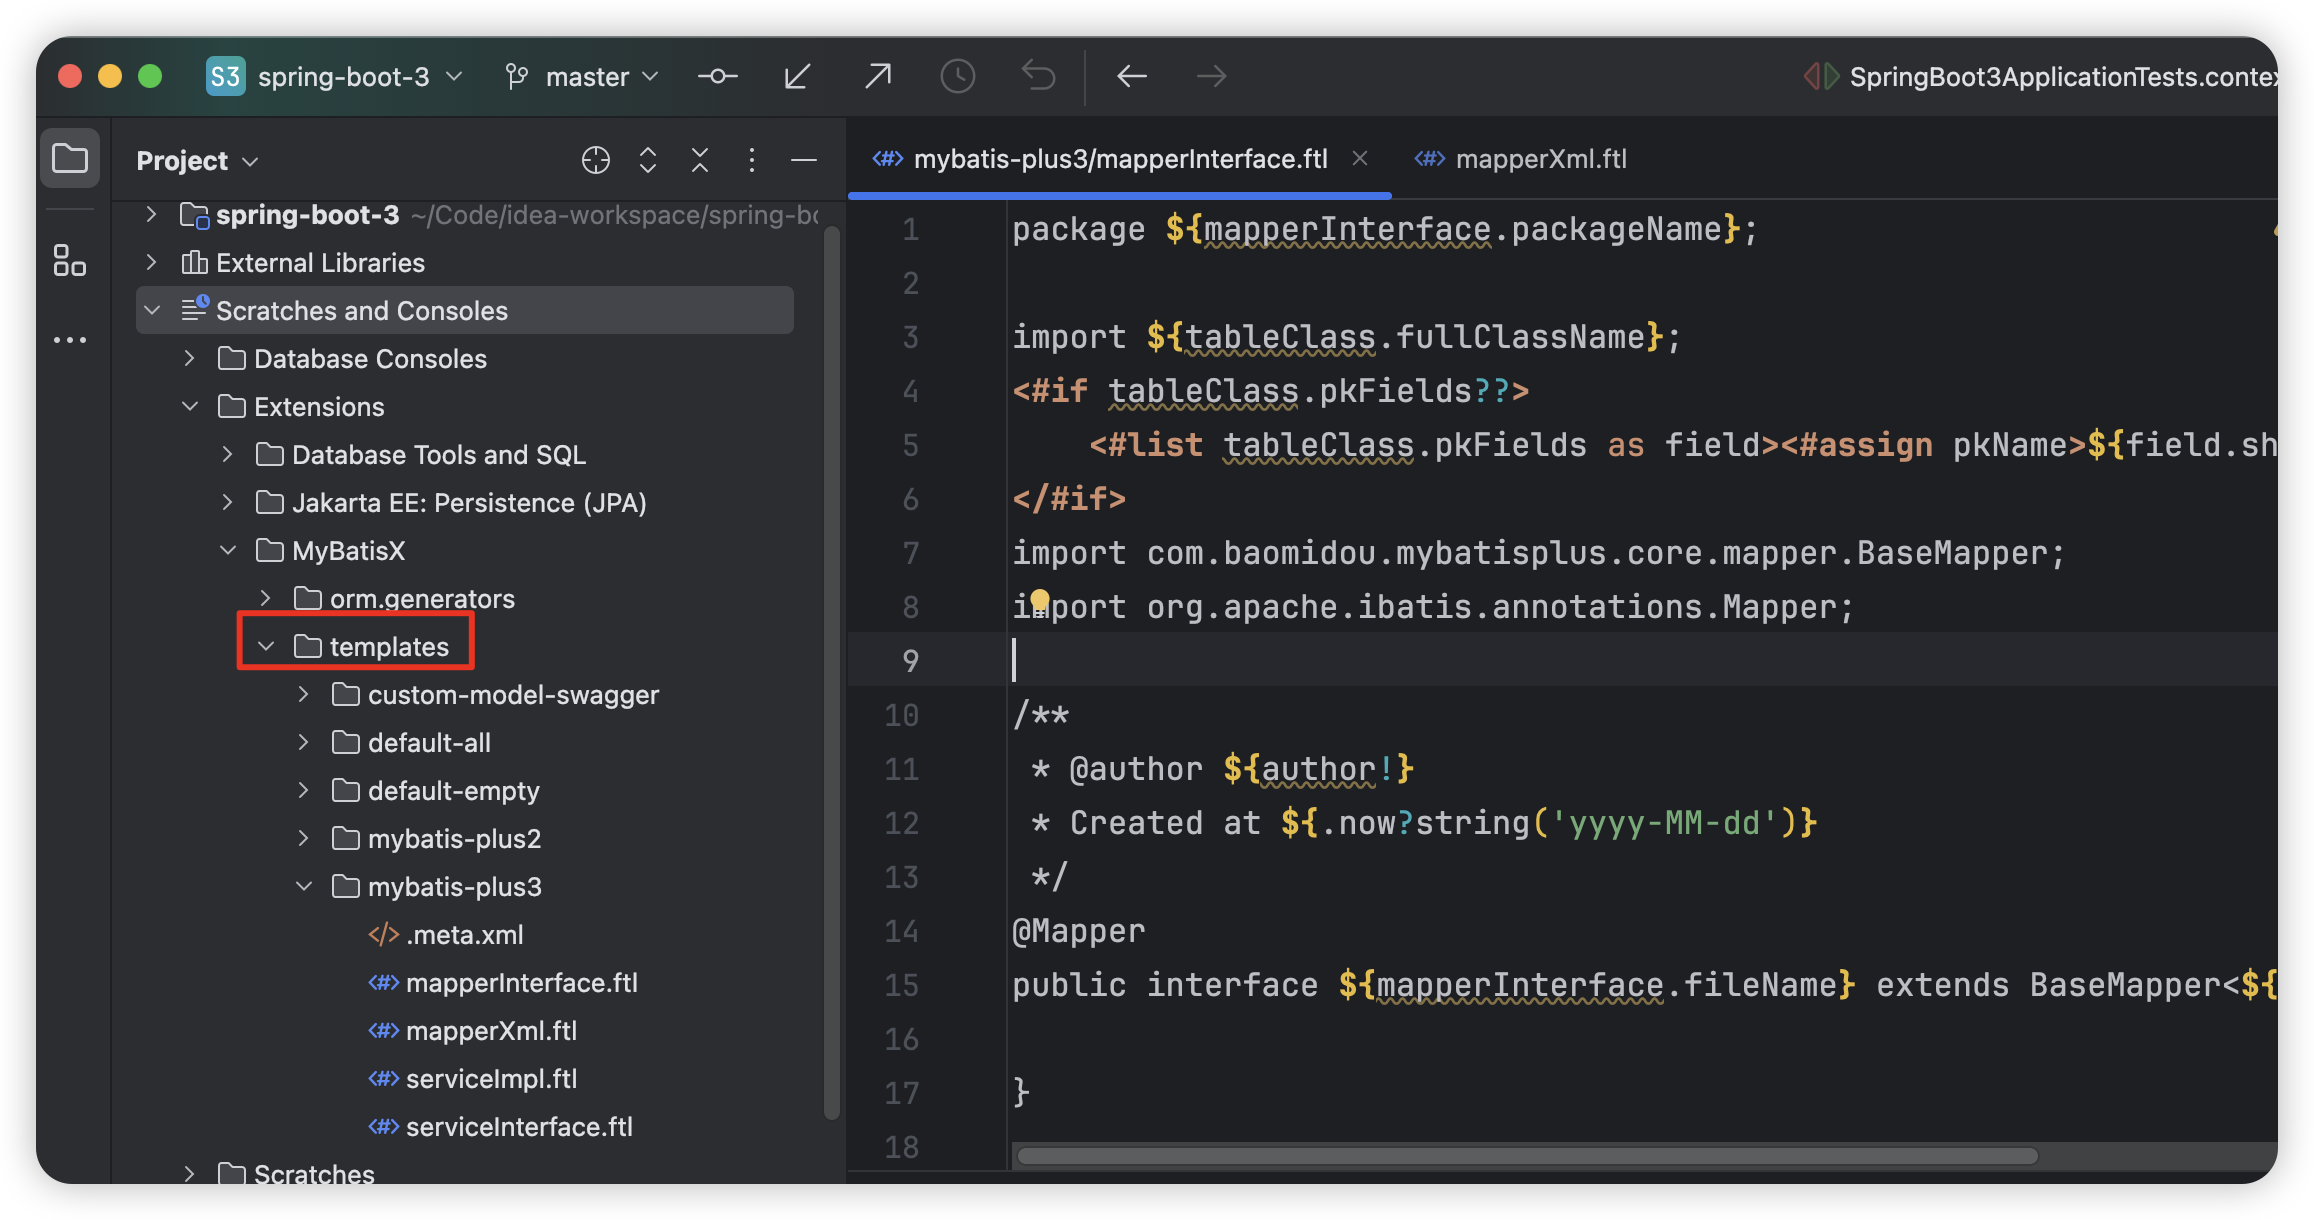 S3 spring-boot-3 master SpringBoot3ApplicationTests.contex
Project
spring-boot-3 ~/Code/idea-workspace/spring-bo
External Libraries
Scratches and Consoles
Database Consoles
Extensions
Database Tools and SQL
Jakarta EE: Persistence (JPA)
MyBatisX
orm.generators
templates
custom-model-swagger
default-all
default-empty
mybatis-plus2
mybatis-plus3
.meta.xml
mapperInterface.ftl
mapperXml.ftl
serviceImpl.ftl
serviceInterface.ftl
Scratches
mybatis-plus3/mapperInterface.ftl mapperXml.ftl
1 package ${mapperInterface.packageName};
2
3 import ${tableClass.fullClassName};
4 <#if tableClass.pkFields??>
5 <#list tableClass.pkFields as field><#assign pkName>${field.sh
6 </#if>
7 import com.baomidou.mybatisplus.core.mapper.BaseMapper;
8 import org.apache.ibatis.annotations.Mapper;
9
10 /**
11 * @author ${author!}
12 * Created at ${.now?string('yyyy-MM-dd')}
13 */
14 @Mapper
15 public interface ${mapperInterface.fileName} extends BaseMapper<${
16
17 }
18